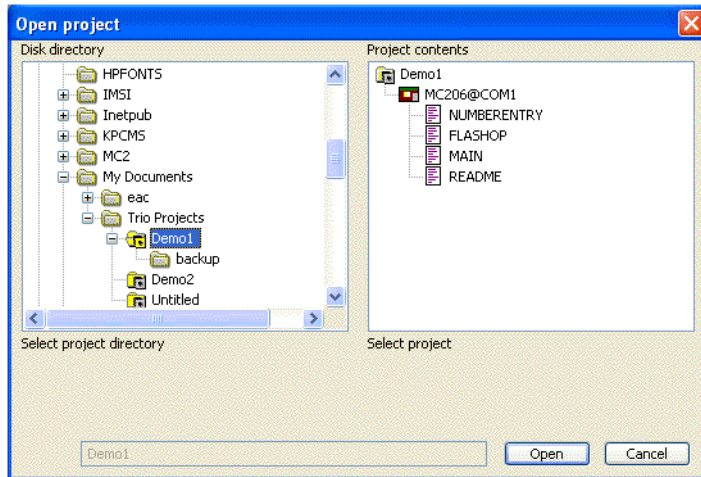 Open project
Disk directory
HPFONTS
IMSI
Inetpub
KPCMS
MC2
My Documents
eac
Trio Projects
Demo1
backup
Demo2
Untitled
Select project directory
Project contents
Demo1
MC206@COM1
NUMBERENTRY
FLASHOP
MAIN
README
Select project
Demo1
Open
Cancel